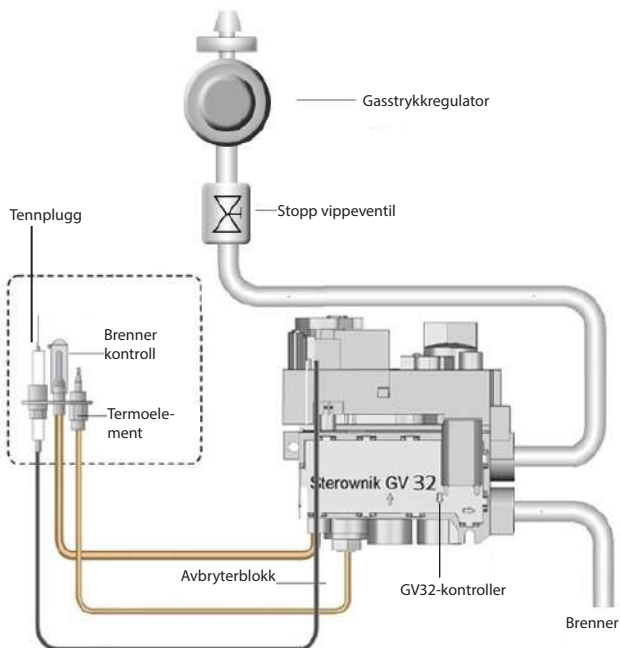 Gasstrykkregulator
Stopp vippeventil
Tennplugg
Brenner
kontroll
Termoele-
ment
Sterownik GV 32
Avbryterblokk
GV32-kontroller
Brenner